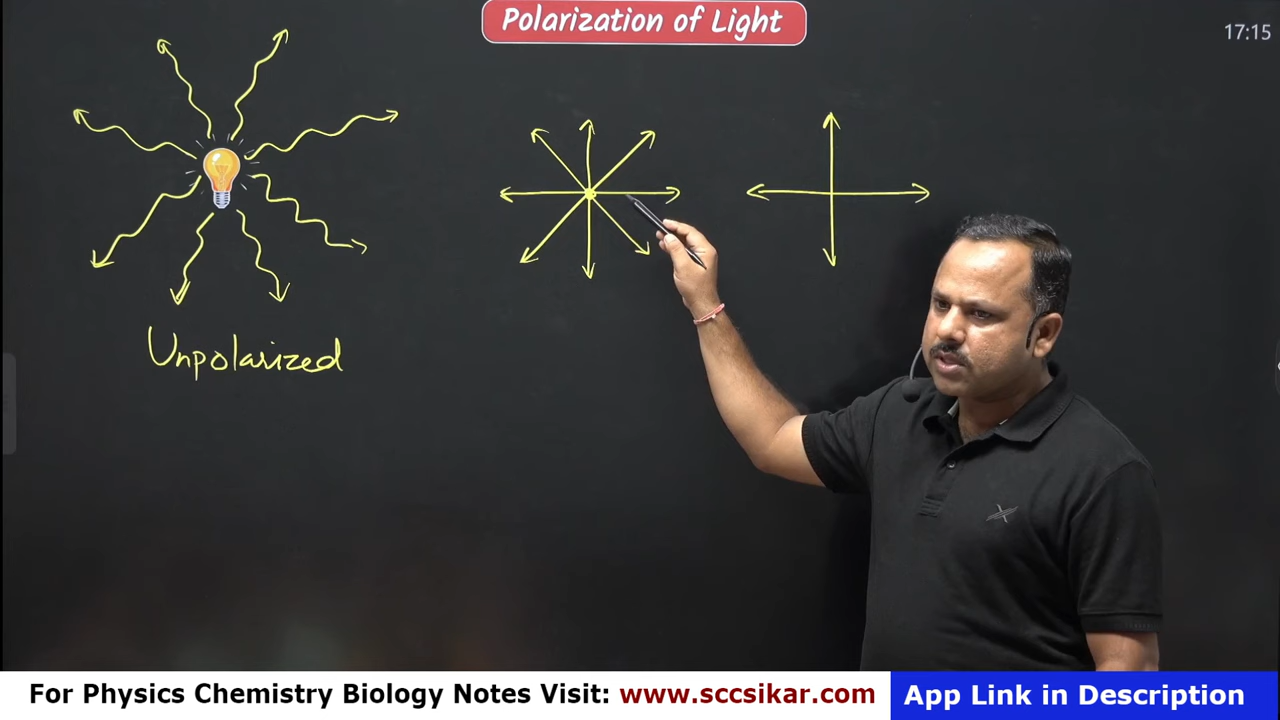 Polarization of Light
17:15
Unpolarized
For Physics Chemistry Biology Notes Visit: www.sccsikar.com
App Link in Description